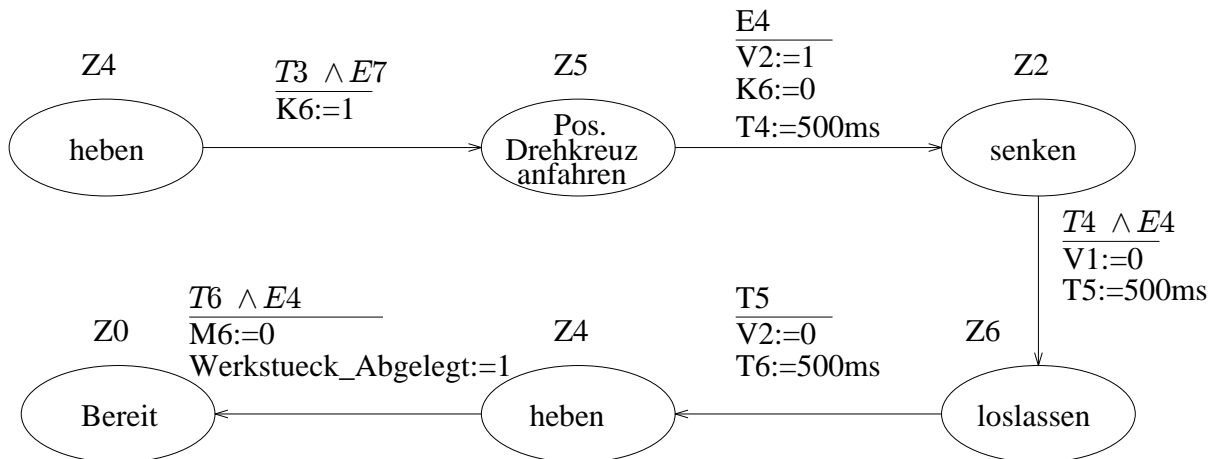 Z4
T3 ∧ E7
K6:=1
Z5
E4
V2:=1
K6:=0
T4:=500ms
Z2
heben
Pos.
Drehkreuz
anfahren
senken
T4 ∧ E4
V1:=0
T5:=500ms
Z0
T6 ∧ E4
M6:=0
Werkstueck_Abgelegt:=1
Z4
T5
V2:=0
T6:=500ms
Z6
Bereit
heben
loslassen